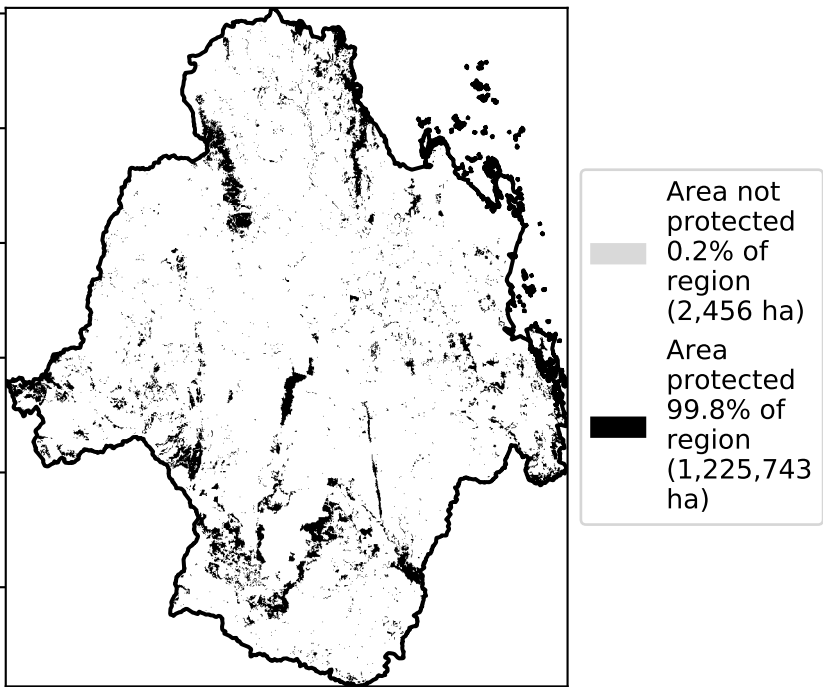 Area not
protected
0.2% of
region
(2,456 ha)
Area
protected
99.8% of
region
(1,225,743
ha)